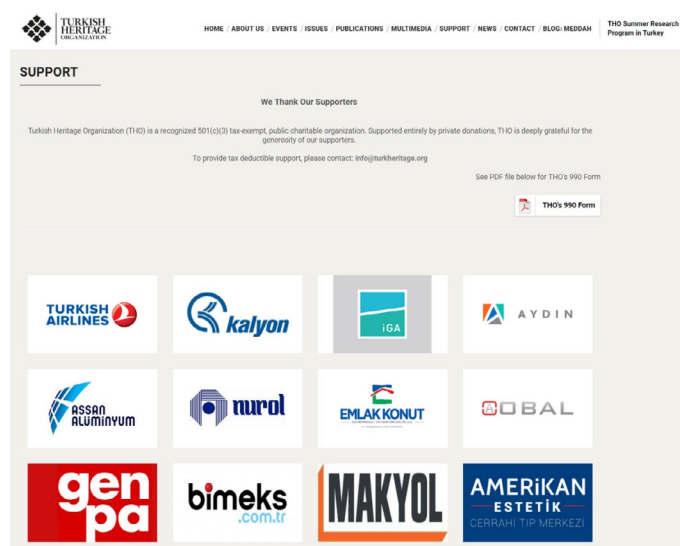 TURKISH
HERITAGE
ORGANIZATION
HOME / ABOUT US / EVENTS / ISSUES / PUBLICATIONS / MULTIMEDIA / SUPPORT / NEWS / CONTACT / BLOG: MEDDAH
THO Summer Research
Program in Turkey
SUPPORT
We Thank Our Supporters
Turkish Heritage Organization (THO) is a recognized 501(c)(3) tax-exempt, public charitable organization. Supported entirely by private donations, THO is deeply grateful for the
generosity of our supporters.
To provide tax deductible support, please contact: info@turkheritage.org
See PDF file below for THO's 990 Form
THO's 990 Form
TURKISH
AIRLINES
kalyon
iGA
AYDIN
ASSAN
ALÜMİNYUM
nurol
EMLAK KONUT
OBAL
gen
pa
bimeks
.com.tr
MAKYOL
AMERiKAN
ESTETİK
CERRAHİ TIP MERKEZİ